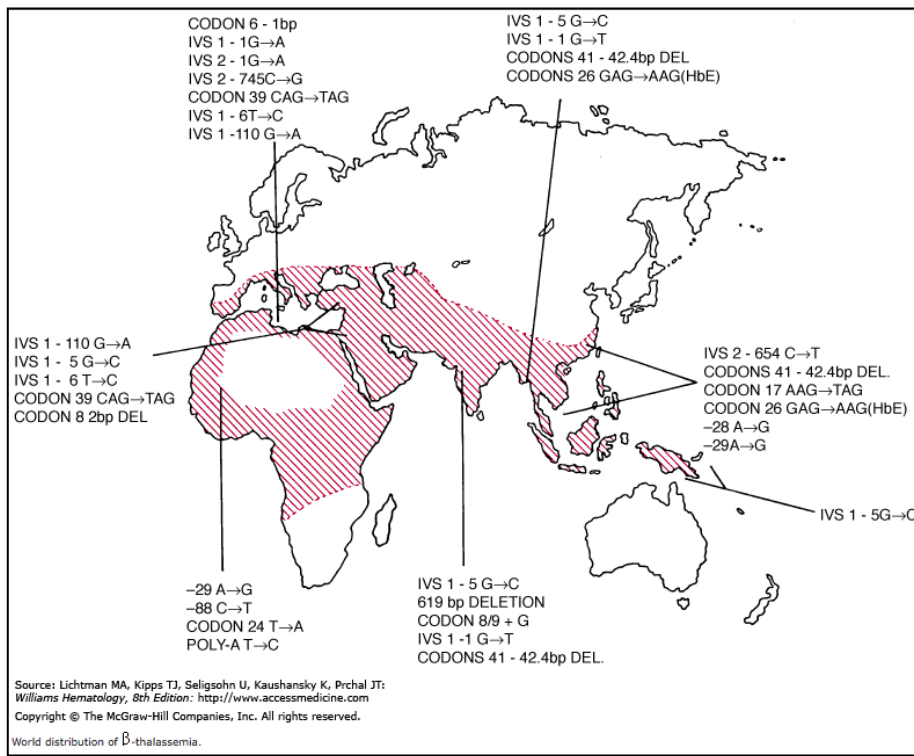 CODON 6 - 1bp
IVS 1 - 1G→A
IVS 2 - 1G→A
IVS 2 - 745C→G
CODON 39 CAG→TAG
IVS 1 - 6T→C
IVS 1 -110 G→A
IVS 1 - 5 G→C
IVS 1 - 1 G→T
CODONS 41 - 42.4bp DEL
CODONS 26 GAG→AAG(HbE)
IVS 1 - 110 G→A
IVS 1 - 5 G→C
IVS 1 - 6 T→C
CODON 39 CAG→TAG
CODON 8 2bp DEL
IVS 2 - 654 C→T
CODONS 41 - 42.4bp DEL.
CODON 17 AAG→TAG
CODON 26 GAG→AAG(HbE)
–28 A→G
–29A→G
IVS 1 - 5G→C
–29 A→G
–88 C→T
CODON 24 T→A
POLY-A T→C
IVS 1 - 5 G→C
619 bp DELETION
CODON 8/9 + G
IVS 1 -1 G→T
CODONS 41 - 42.4bp DEL.
Source: Lichtman MA, Kipps TJ, Seligsohn U, Kaushansky K, Prchal JT:
Williams Hematology, 8th Edition: http://www.accessmedicine.com
Copyright © The McGraw-Hill Companies, Inc. All rights reserved.
World distribution of β-thalassemia.